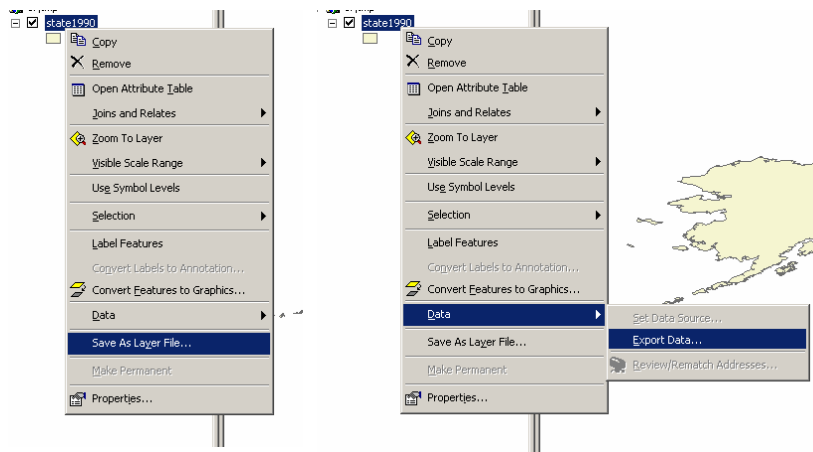 state1990
Copy
Remove
Open Attribute Table
Joins and Relates
Zoom To Layer
Visible Scale Range
Use Symbol Levels
Selection
Label Features
Convert Labels to Annotation...
Convert Features to Graphics...
Data
Save As Layer File...
Make Permanent
Properties...
state1990
Copy
Remove
Open Attribute Table
Joins and Relates
Zoom To Layer
Visible Scale Range
Use Symbol Levels
Selection
Label Features
Convert Labels to Annotation...
Convert Features to Graphics...
Data
Save As Layer File...
Make Permanent
Properties...
Set Data Source...
Export Data...
Review/Rematch Addresses...